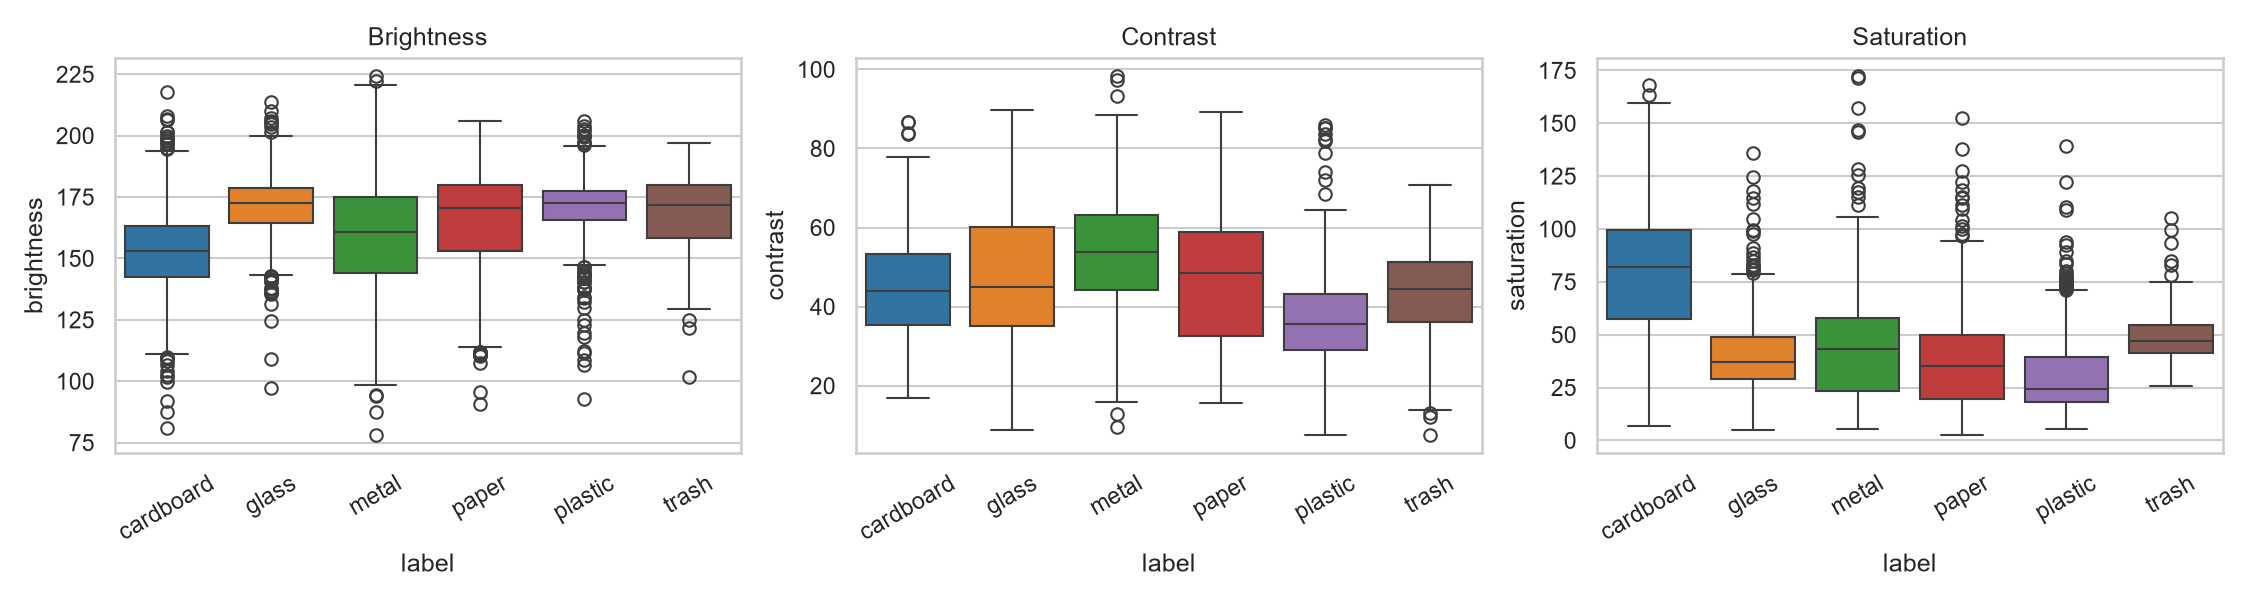 Brightness
225
200
175
150
125
100
75
brightness
cardboard
glass
metal
paper
plastic
trash
label
Contrast
100
80
60
40
20
contrast
cardboard
glass
metal
paper
plastic
trash
label
Saturation
175
150
125
100
75
50
25
0
saturation
cardboard
glass
metal
paper
plastic
trash
label